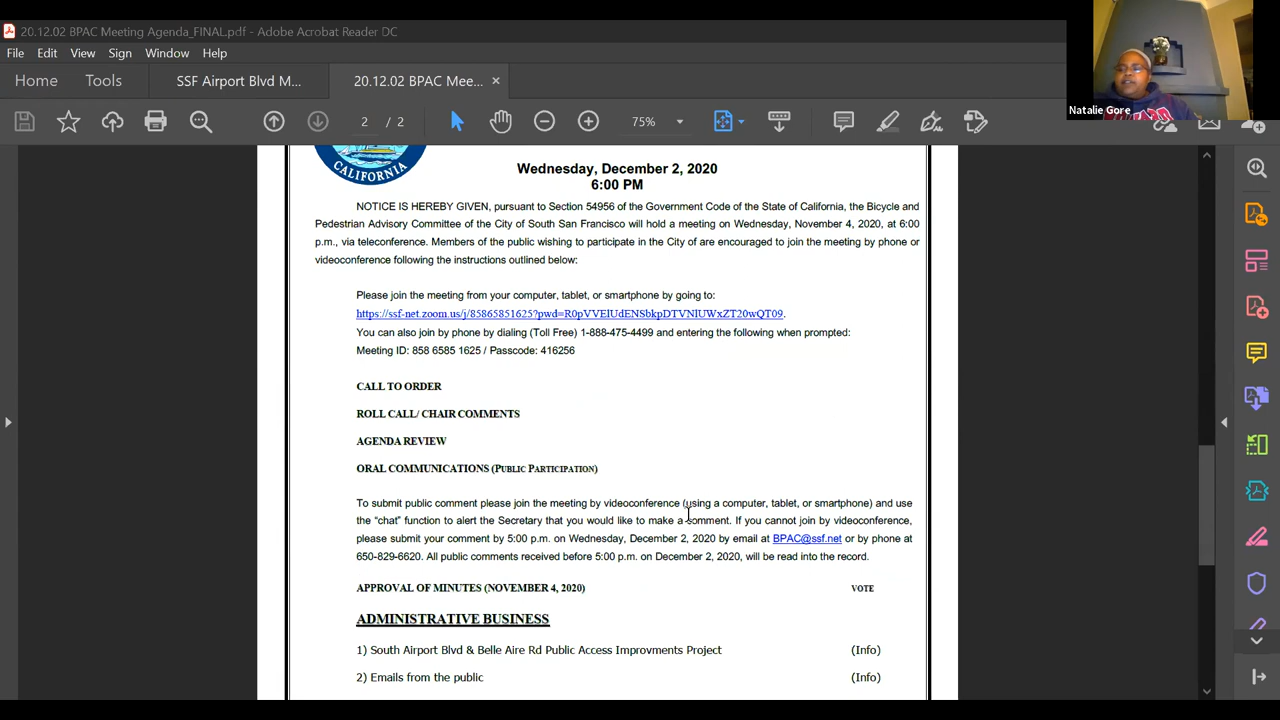 20.12.02 BPAC Meeting Agenda_FINAL.pdf - Adobe Acrobat Reader DC
File Edit View Sign Window Help
Home Tools SSF Airport Blvd M... 20.12.02 BPAC Mee... ×
2 / 2 75%
Natalie Gore
CALIFORNIA
Wednesday, December 2, 2020
6:00 PM
NOTICE IS HEREBY GIVEN, pursuant to Section 54956 of the Government Code of the State of California, the Bicycle and
Pedestrian Advisory Committee of the City of South San Francisco will hold a meeting on Wednesday, November 4, 2020, at 6:00
p.m., via teleconference. Members of the public wishing to participate in the City of are encouraged to join the meeting by phone or
videoconference following the instructions outlined below:
Please join the meeting from your computer, tablet, or smartphone by going to:
https://ssf-net.zoom.us/j/85865851625?pwd=R0pVVElUdENSbkpDTVNlUWxZT20wQT09.
You can also join by phone by dialing (Toll Free) 1-888-475-4499 and entering the following when prompted:
Meeting ID: 858 6585 1625 / Passcode: 416256
CALL TO ORDER
ROLL CALL/ CHAIR COMMENTS
AGENDA REVIEW
ORAL COMMUNICATIONS (PUBLIC PARTICIPATION)
To submit public comment please join the meeting by videoconference (using a computer, tablet, or smartphone) and use
the “chat” function to alert the Secretary that you would like to make a comment. If you cannot join by videoconference,
please submit your comment by 5:00 p.m. on Wednesday, December 2, 2020 by email at BPAC@ssf.net or by phone at
650-829-6620. All public comments received before 5:00 p.m. on December 2, 2020, will be read into the record.
APPROVAL OF MINUTES (NOVEMBER 4, 2020) VOTE
ADMINISTRATIVE BUSINESS
1) South Airport Blvd & Belle Aire Rd Public Access Improvments Project (Info)
2) Emails from the public (Info)